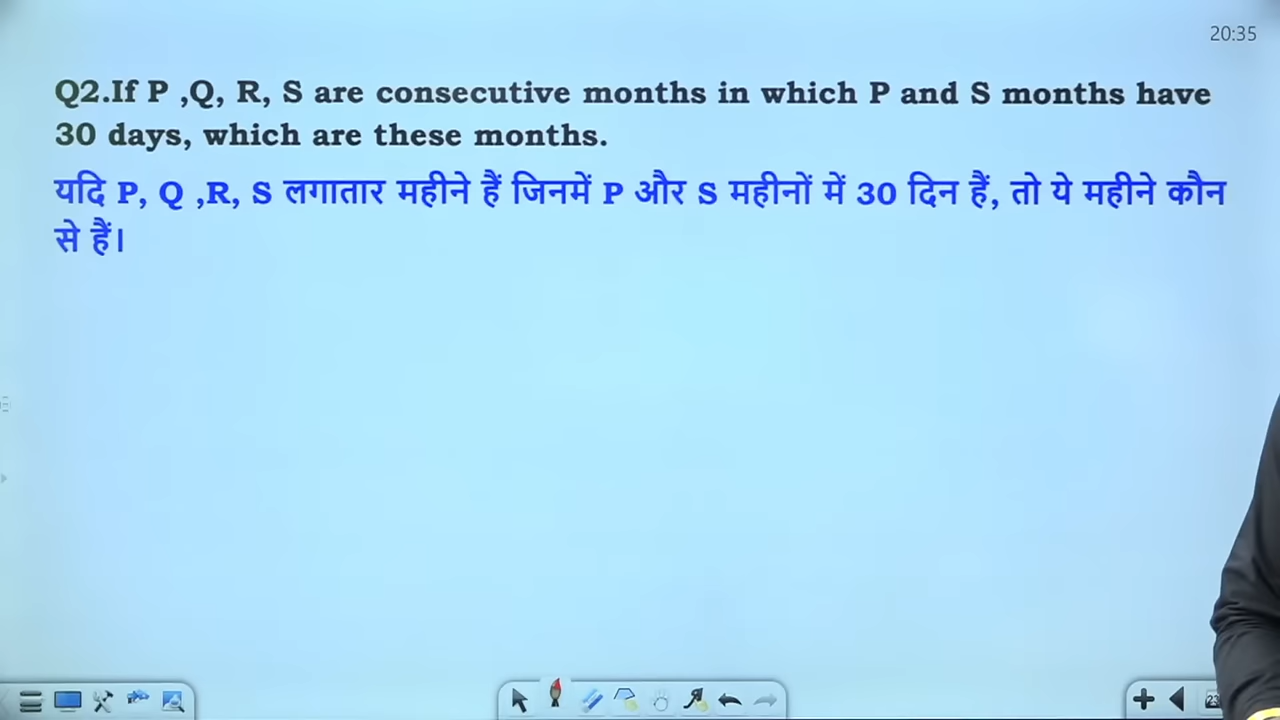 20:35
Q2.If P ,Q, R, S are consecutive months in which P and S months have
30 days, which are these months.
यदि P, Q ,R, S लगातार महीने हैं जिनमें P और S महीनों में 30 दिन हैं, तो ये महीने कौन
से हैं।